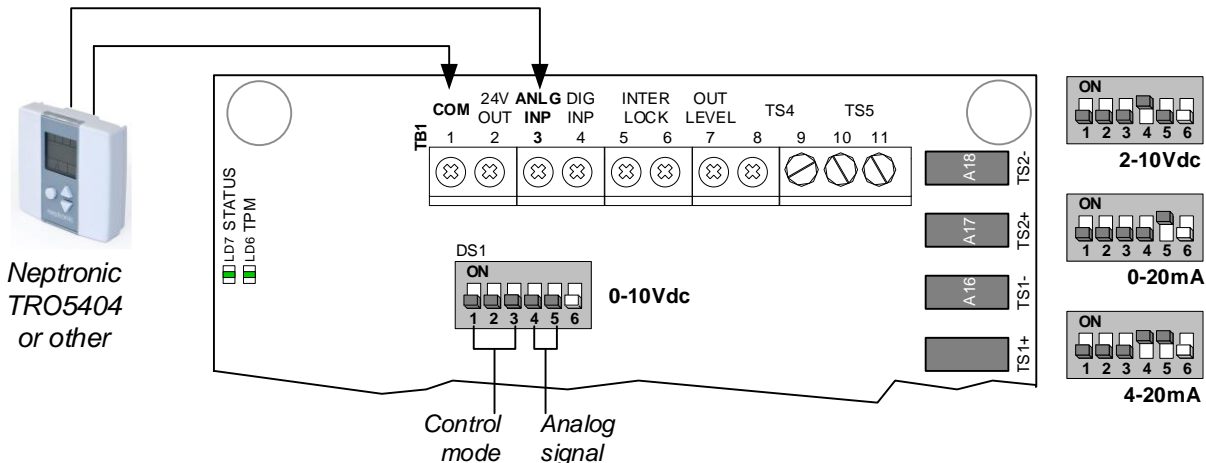 COM
24V OUT
ANLG INP
DIG INP
INTER LOCK
OUT LEVEL
TS4
TS5
TB1
1 2 3 4 5 6 7 8 9 10 11
LD7 STATUS
LD6 TPM
neptronic
Neptronic
TRO5404
or other
DS1
ON
1 2 3 4 5 6
0-10Vdc
Control
mode
Analog
signal
A18
TS2-
A17
TS2+
A16
TS1-
TS1+
ON
1 2 3 4 5 6
2-10Vdc
ON
1 2 3 4 5 6
0-20mA
ON
1 2 3 4 5 6
4-20mA